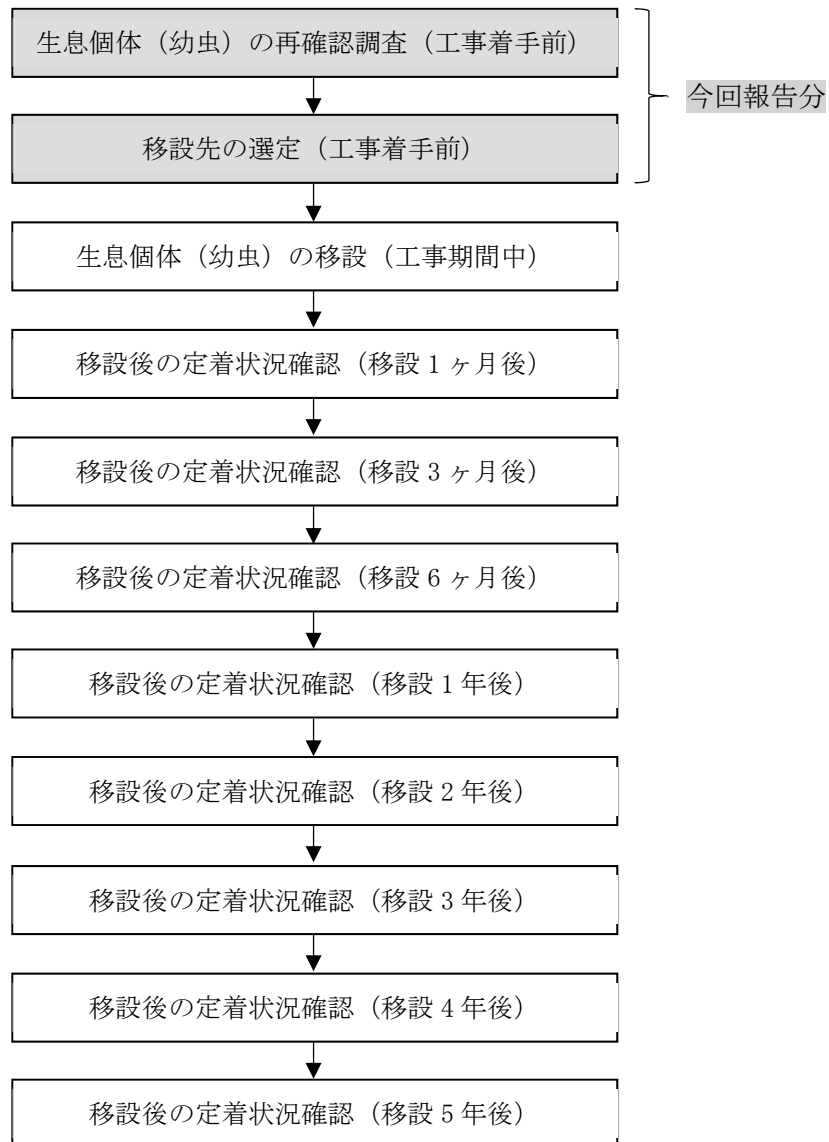 生息個体（幼虫）の再確認調査（工事着手前）
今回報告分
移設先の選定（工事着手前）
生息個体（幼虫）の移設（工事期間中）
移設後の定着状況確認（移設 1 ヶ月後）
移設後の定着状況確認（移設 3 ヶ月後）
移設後の定着状況確認（移設 6 ヶ月後）
移設後の定着状況確認（移設 1 年後）
移設後の定着状況確認（移設 2 年後）
移設後の定着状況確認（移設 3 年後）
移設後の定着状況確認（移設 4 年後）
移設後の定着状況確認（移設 5 年後）